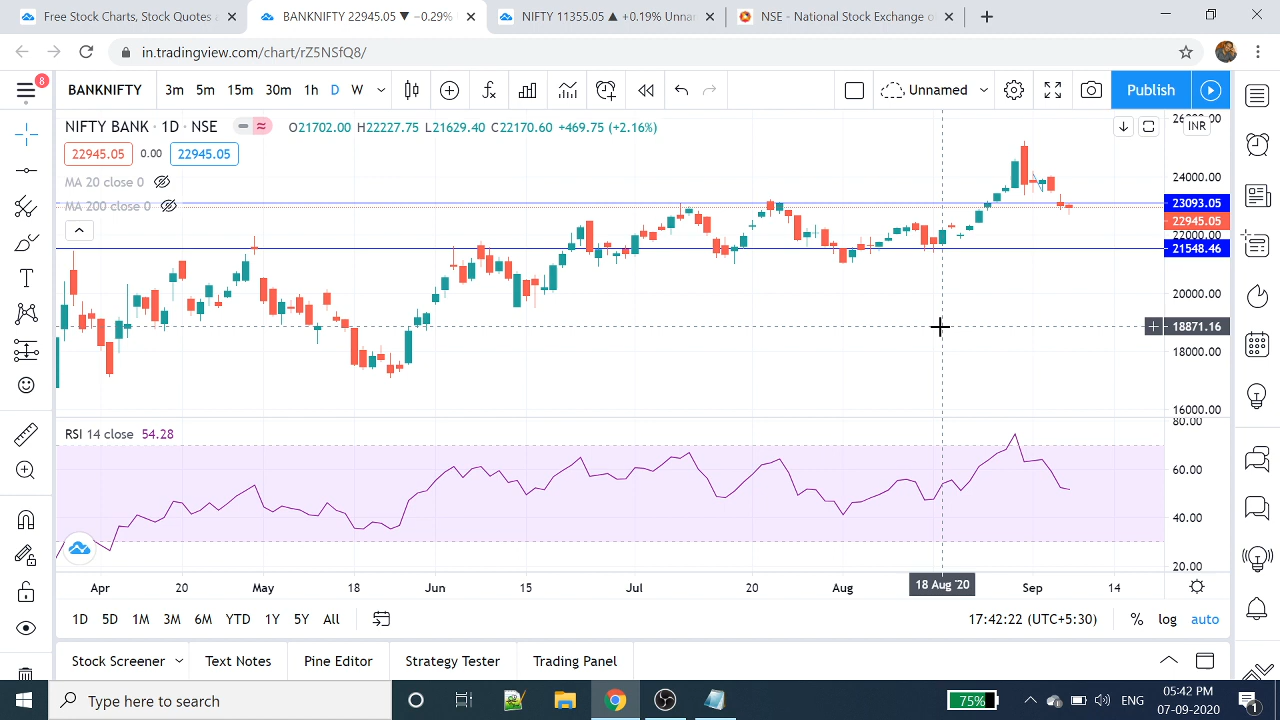 Free Stock Charts, Stock Quotes a
BANKNIFTY 22945.05 ▼ −0.29%
NIFTY 11355.05 ▲ +0.19% Unnar
NSE - National Stock Exchange o
in.tradingview.com/chart/rZ5NSfQ8/
8
BANKNIFTY 3m 5m 15m 30m 1h D W
Unnamed
Publish
NIFTY BANK · 1D · NSE
O21702.00 H22227.75 L21629.40 C22170.60 +469.75 (+2.16%)
INR
22945.05 0.00 22945.05
MA 20 close 0
MA 200 close 0
26000.00
24000.00
23093.05
22945.05
22000.00
21548.46
20000.00
18871.16
18000.00
16000.00
RSI 14 close 54.28
80.00
60.00
40.00
20.00
Apr 20 May 18 Jun 15 Jul 20 Aug 18 Aug '20 Sep 14
1D 5D 1M 3M 6M YTD 1Y 5Y All
17:42:22 (UTC+5:30) % log auto
Stock Screener Text Notes Pine Editor Strategy Tester Trading Panel
Type here to search
75%
ENG
05:42 PM
07-09-2020
1